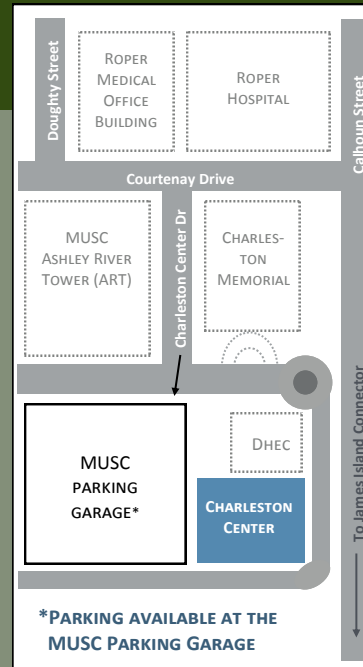 Doughty Street
ROPER
MEDICAL
OFFICE
BUILDING
ROPER
HOSPITAL
Calhoun Street
Courtenay Drive
MUSC
ASHLEY RIVER
TOWER (ART)
Charleston Center Dr
CHARLES-
TON
MEMORIAL
To James Island Connector
MUSC
PARKING
GARAGE*
DHEC
CHARLESTON
CENTER
*PARKING AVAILABLE AT THE
MUSC PARKING GARAGE